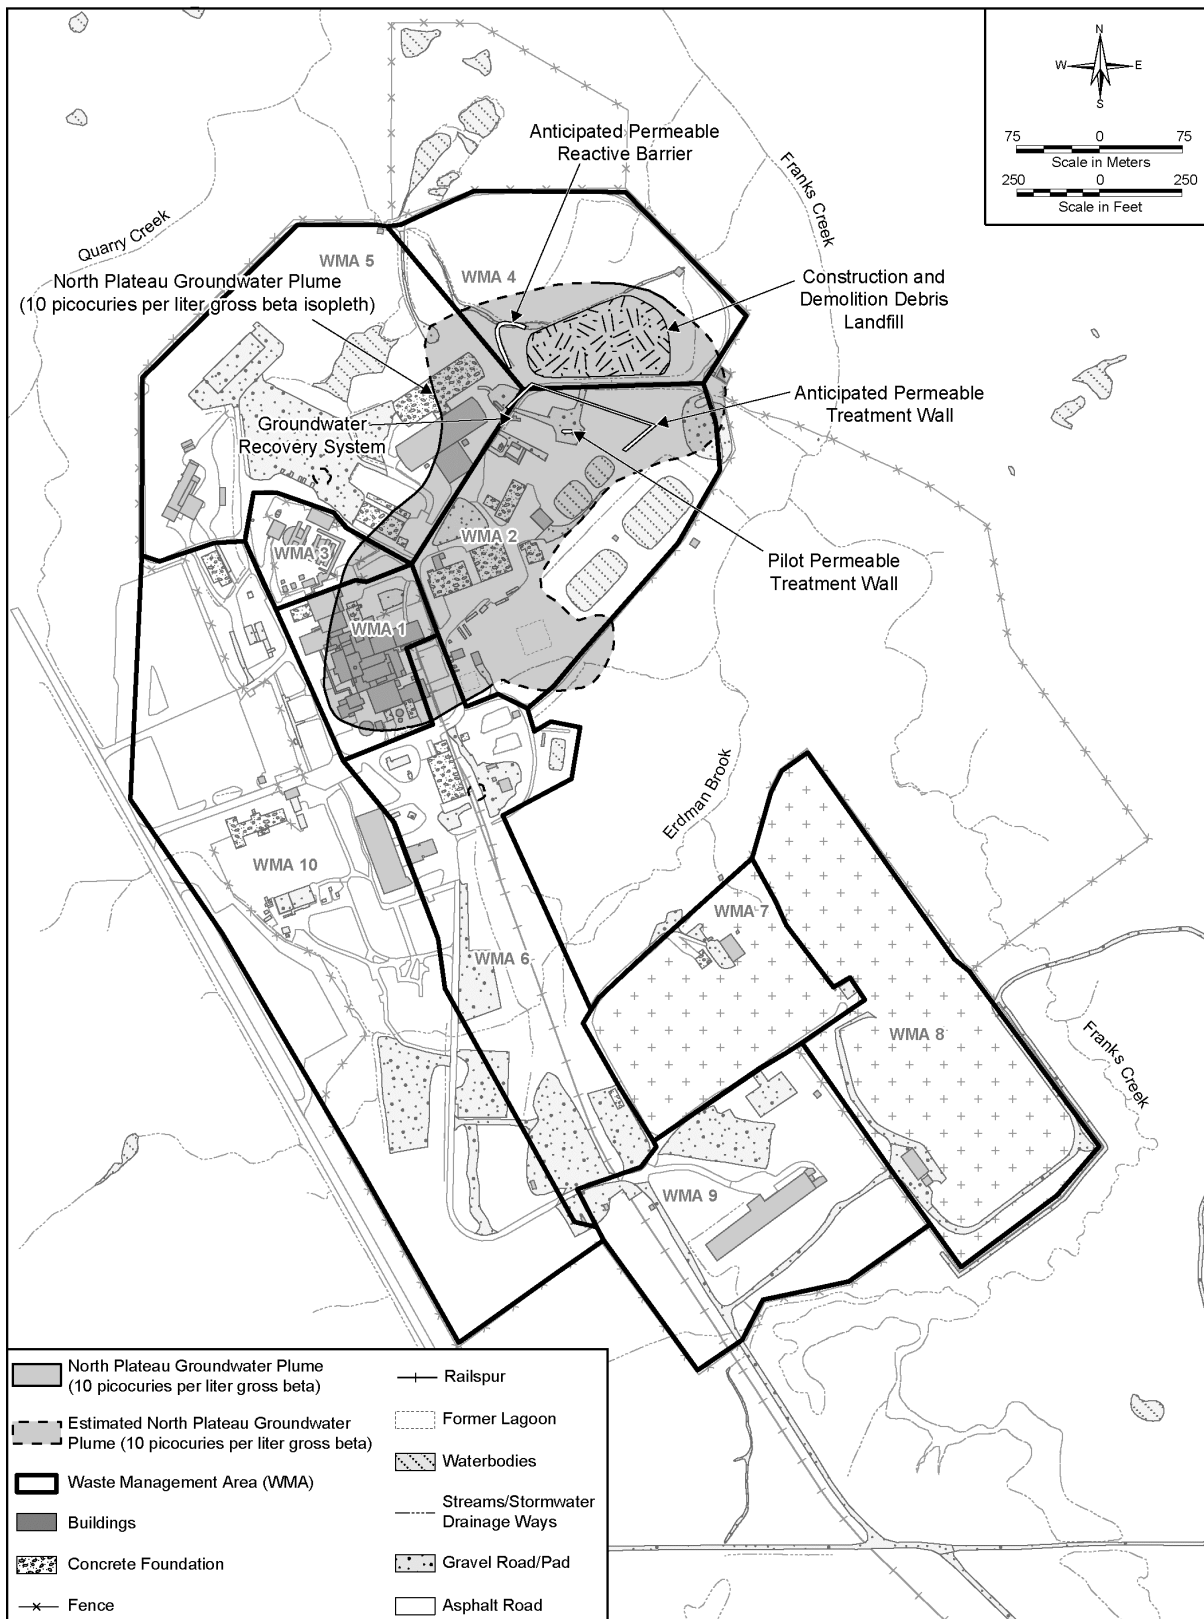 N
W E
S
75 0 75
Scale in Meters
250 0 250
Scale in Feet
Anticipated Permeable
Reactive Barrier
Franks Creek
Quarry Creek
WMA 5
WMA 4
North Plateau Groundwater Plume
(10 picocuries per liter gross beta isopleth)
Construction and
Demolition Debris
Landfill
Anticipated Permeable
Treatment Wall
Groundwater
Recovery System
WMA 2
WMA 3
Pilot Permeable
Treatment Wall
WMA 1
Erdman Brook
WMA 10
WMA 7
WMA 6
WMA 8
Franks Creek
WMA 9
North Plateau Groundwater Plume
(10 picocuries per liter gross beta)
Estimated North Plateau Groundwater
Plume (10 picocuries per liter gross beta)
Waste Management Area (WMA)
Buildings
Concrete Foundation
Fence
Railspur
Former Lagoon
Waterbodies
Streams/Stormwater
Drainage Ways
Gravel Road/Pad
Asphalt Road